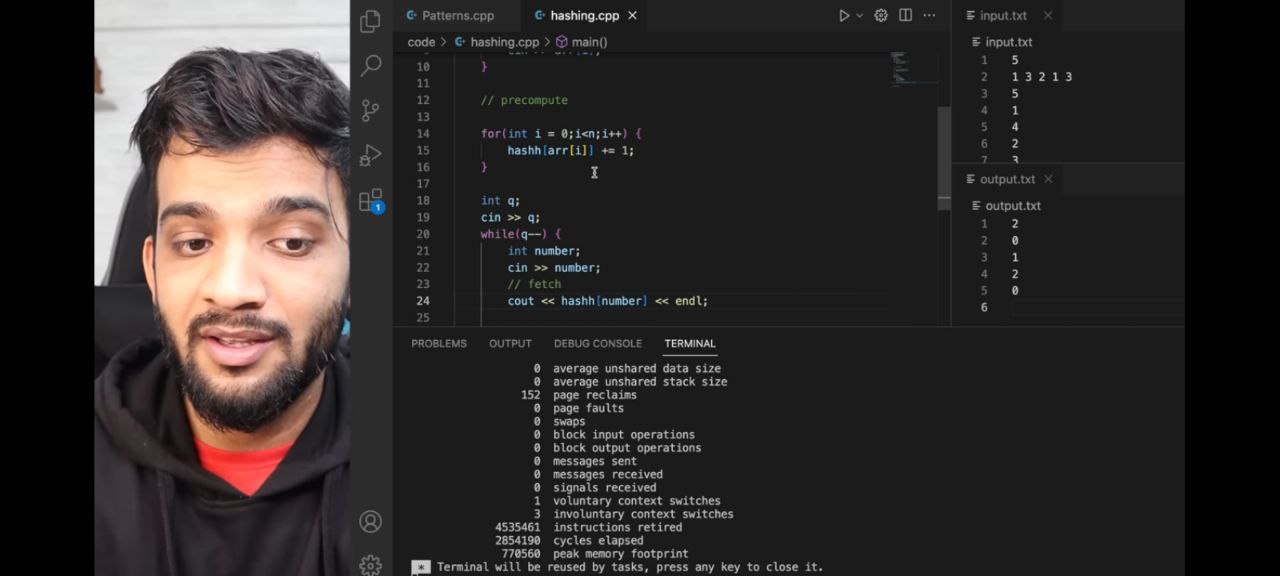 Patterns.cpp
hashing.cpp
code > hashing.cpp > main()
10 }
11
12 // precompute
13
14 for(int i = 0;i<n;i++) {
15 hashh[arr[i]] += 1;
16 }
17
18 int q;
19 cin >> q;
20 while(q--) {
21 int number;
22 cin >> number;
23 // fetch
24 cout << hashh[number] << endl;
25
input.txt
input.txt
1 5
2 1 3 2 1 3
3 5
4 1
5 4
6 2
7 3
output.txt
output.txt
1 2
2 0
3 1
4 2
5 0
6
1
PROBLEMS OUTPUT DEBUG CONSOLE TERMINAL
0 average unshared data size
0 average unshared stack size
152 page reclaims
0 page faults
0 swaps
0 block input operations
0 block output operations
0 messages sent
0 messages received
0 signals received
1 voluntary context switches
3 involuntary context switches
4535461 instructions retired
2854190 cycles elapsed
770560 peak memory footprint
* Terminal will be reused by tasks, press any key to close it.